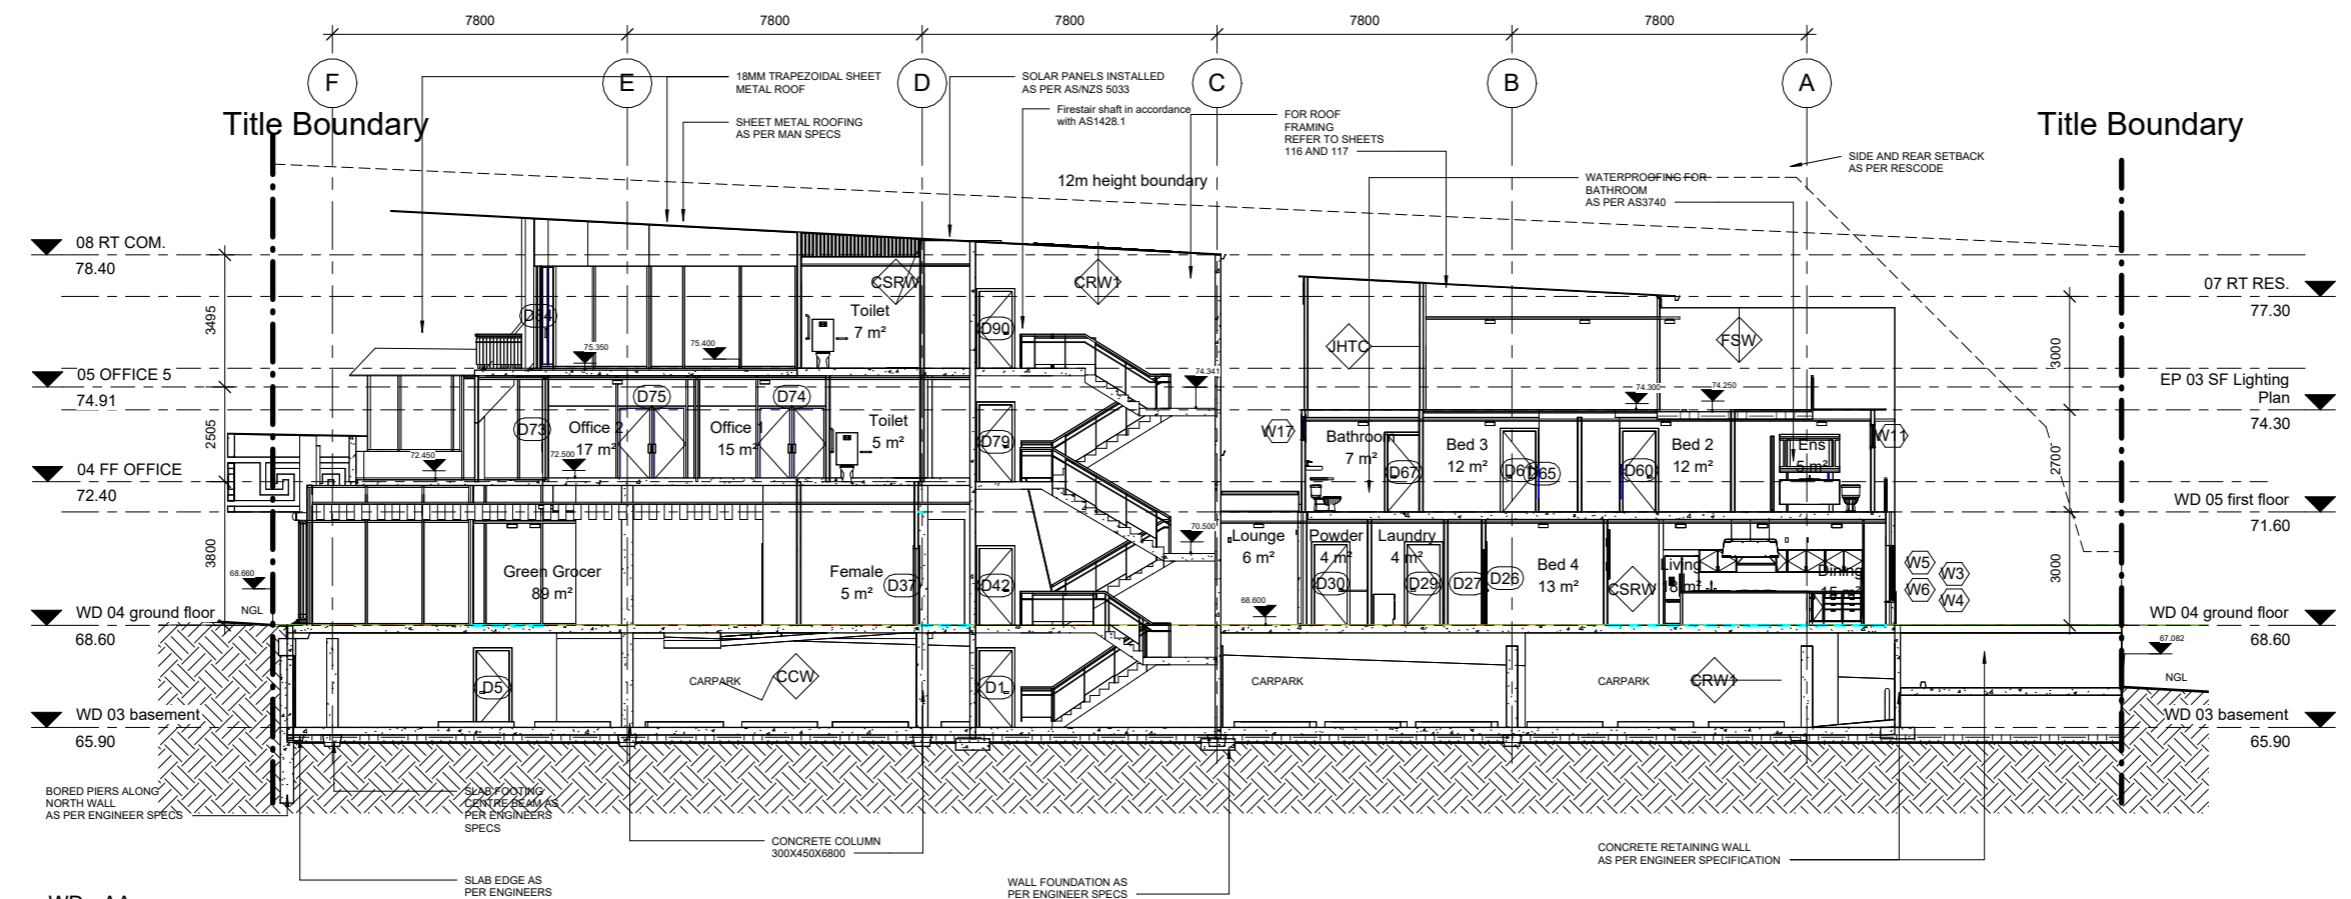 7800
7800
7800
7800
7800
F
E
D
C
B
A
Title Boundary
Title Boundary
18MM TRAPEZOIDAL SHEET
METAL ROOF
SHEET METAL ROOFING
AS PER MAN SPECS
SOLAR PANELS INSTALLED
AS PER AS/NZS 5033
Firestair shaft in accordance
with AS1428.1
FOR ROOF
FRAMING
REFER TO SHEETS
116 AND 117
12m height boundary
WATERPROOFING FOR
BATHROOM
AS PER AS3740
SIDE AND REAR SETBACK
AS PER RESCODE
08 RT COM.
78.40
07 RT RES.
77.30
3495
D84
CSRW
CRW1
Toilet
7 m²
D90
JHTC
FSW
3000
75.350
75.400
74.341
74.300
74.250
05 OFFICE 5
74.91
EP 03 SF Lighting
Plan
74.30
2505
D73
Office 2
17 m²
D75
Office 1
15 m²
D74
Toilet
5 m²
D79
W17
Bathroom
7 m²
D67
Bed 3
12 m²
D61
D65
D60
Bed 2
12 m²
Ens
5 m²
W11
2700
72.450
72.500
04 FF OFFICE
72.40
WD 05 first floor
71.60
3800
68.660
NGL
Green Grocer
89 m²
Female
5 m²
D37
D42
70.500
68.600
Lounge
6 m²
Powder
4 m²
D30
Laundry
4 m²
D29
D27
D26
Bed 4
13 m²
CSRW
Living
18 m²
Dining
15 m²
W5
W3
W6
W4
3000
WD 04 ground floor
68.60
WD 04 ground floor
68.60
67.082
NGL
D5
CARPARK
CCW
D1
CARPARK
CARPARK
CRW1
WD 03 basement
65.90
WD 03 basement
65.90
BORED PIERS ALONG
NORTH WALL
AS PER ENGINEER SPECS
SLAB FOOTING
CENTRE BEAM AS
PER ENGINEERS
SPECS
CONCRETE COLUMN
300X450X6800
CONCRETE RETAINING WALL
AS PER ENGINEER SPECIFICATION
SLAB EDGE AS
PER ENGINEERS
WALL FOUNDATION AS
PER ENGINEER SPECS